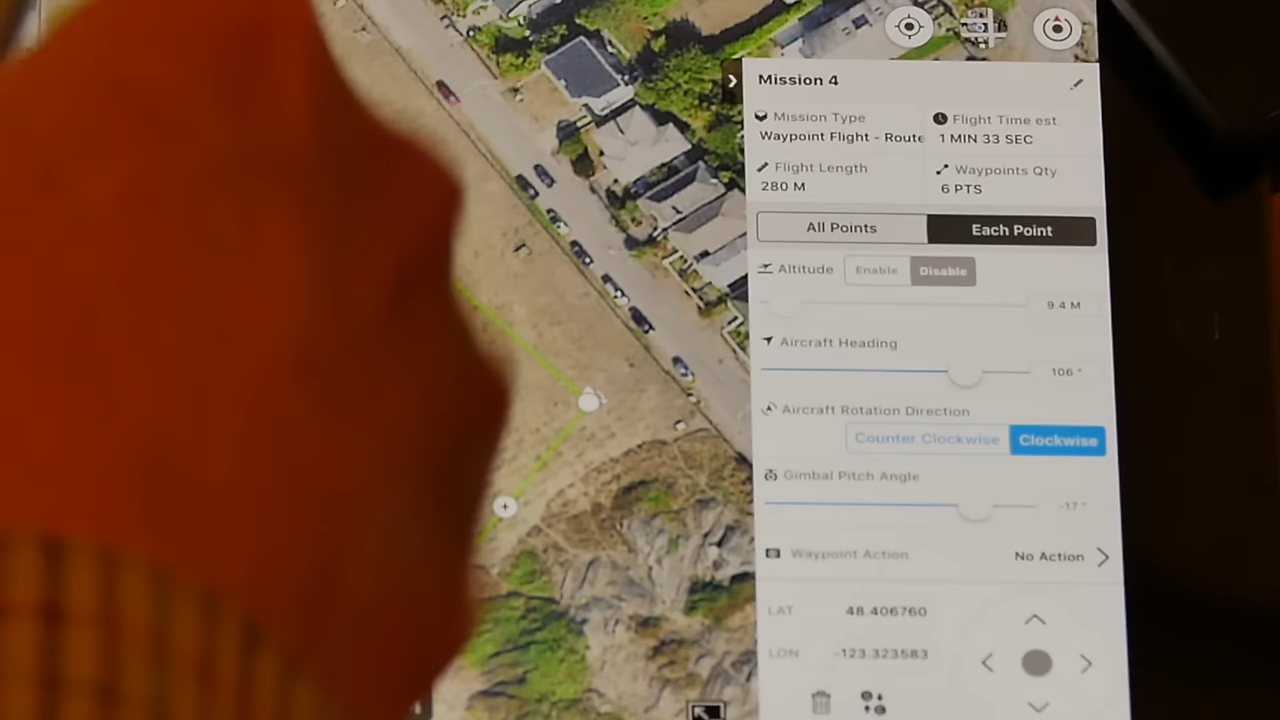 Mission 4
Mission Type
Flight Time est.
Waypoint Flight - Route
1 MIN 33 SEC
Flight Length
Waypoints Qty.
280 M
6 PTS
All Points
Each Point
Altitude
Enable
Disable
9.4 M
Aircraft Heading
106 °
Aircraft Rotation Direction
Counter Clockwise
Clockwise
Gimbal Pitch Angle
-17 °
Waypoint Action
No Action
LAT
48.406760
LON
-123.323583